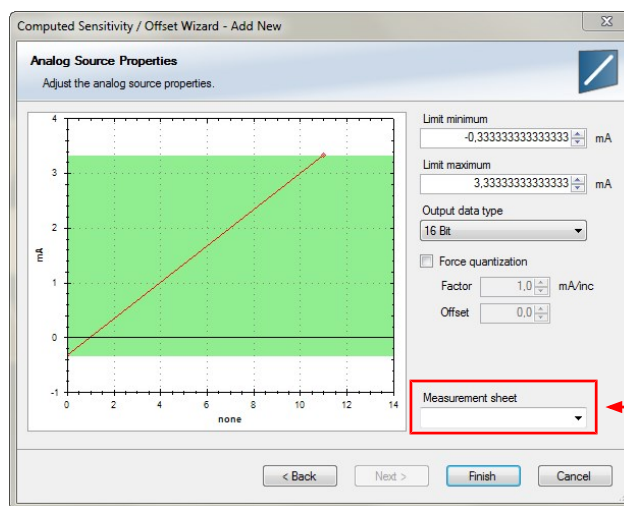 Computed Sensitivity / Offset Wizard - Add New
Analog Source Properties
Adjust the analog source properties.
4
3
2
1
0
-1
mA
0 2 4 6 8 10 12 14
none
Limit minimum
-0,333333333333333 mA
Limit maximum
3,33333333333333 mA
Output data type
16 Bit
Force quantization
Factor 1,0 mA/inc
Offset 0,0
Measurement sheet
< Back Next > Finish Cancel